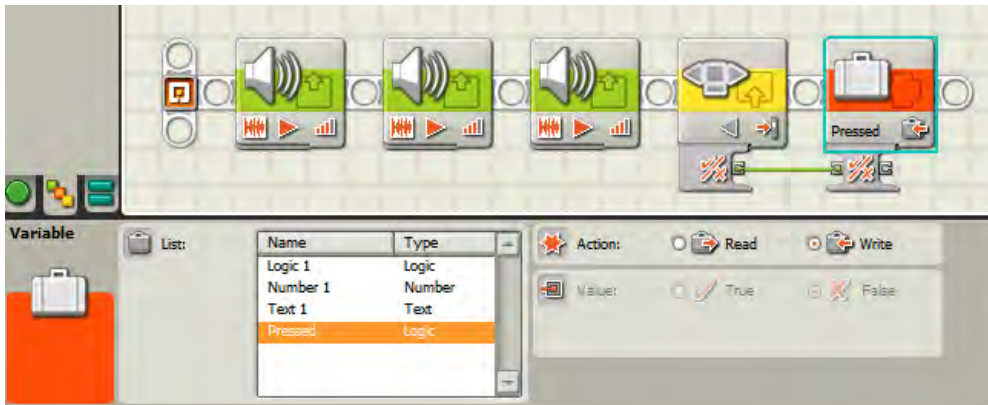 Pressed
Variable
List:
Name Type
Logic 1 Logic
Number 1 Number
Text 1 Text
Pressed Logic
Action: Read Write
Value: True False